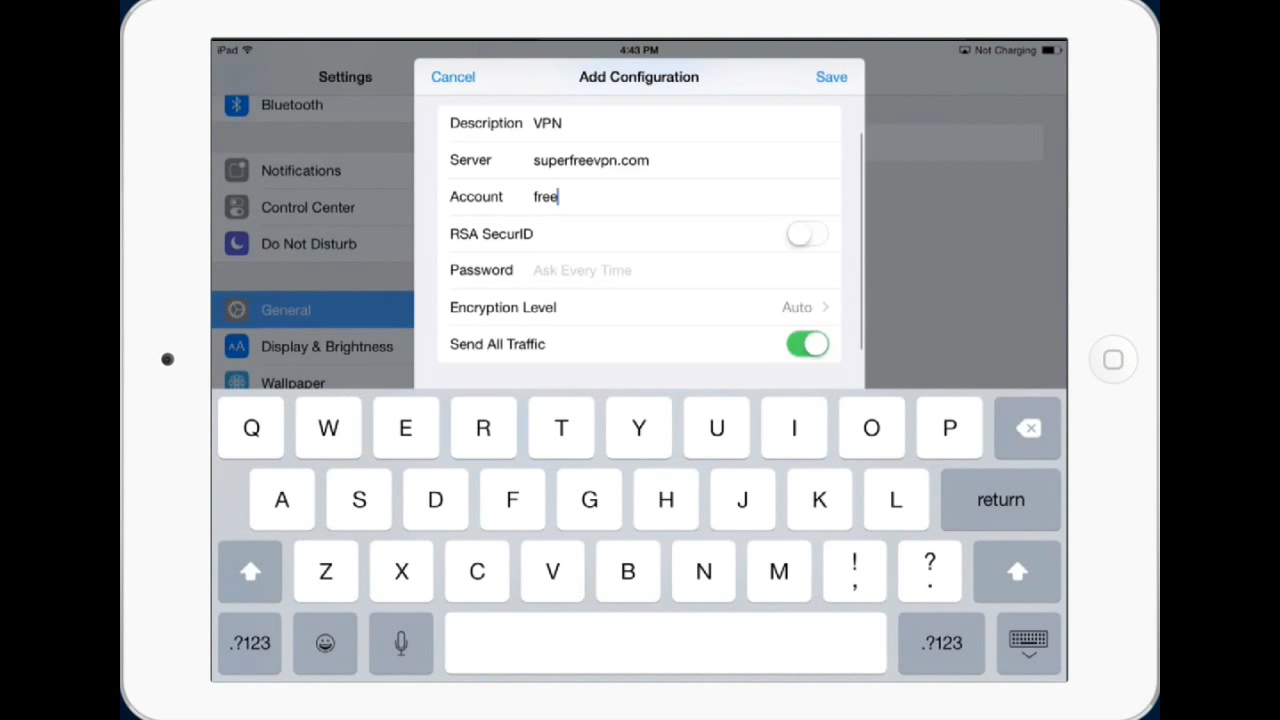 iPad 4:43 PM Not Charging
Settings Cancel Add Configuration Save
Bluetooth
Notifications
Control Center
Do Not Disturb
General
AA Display & Brightness
Wallpaper
Description VPN
Server superfreevpn.com
Account free
RSA SecurID
Password Ask Every Time
Encryption Level Auto
Send All Traffic
Q W E R T Y U I O P
A S D F G H J K L return
Z X C V B N M ! , ? .
.?123 .?123